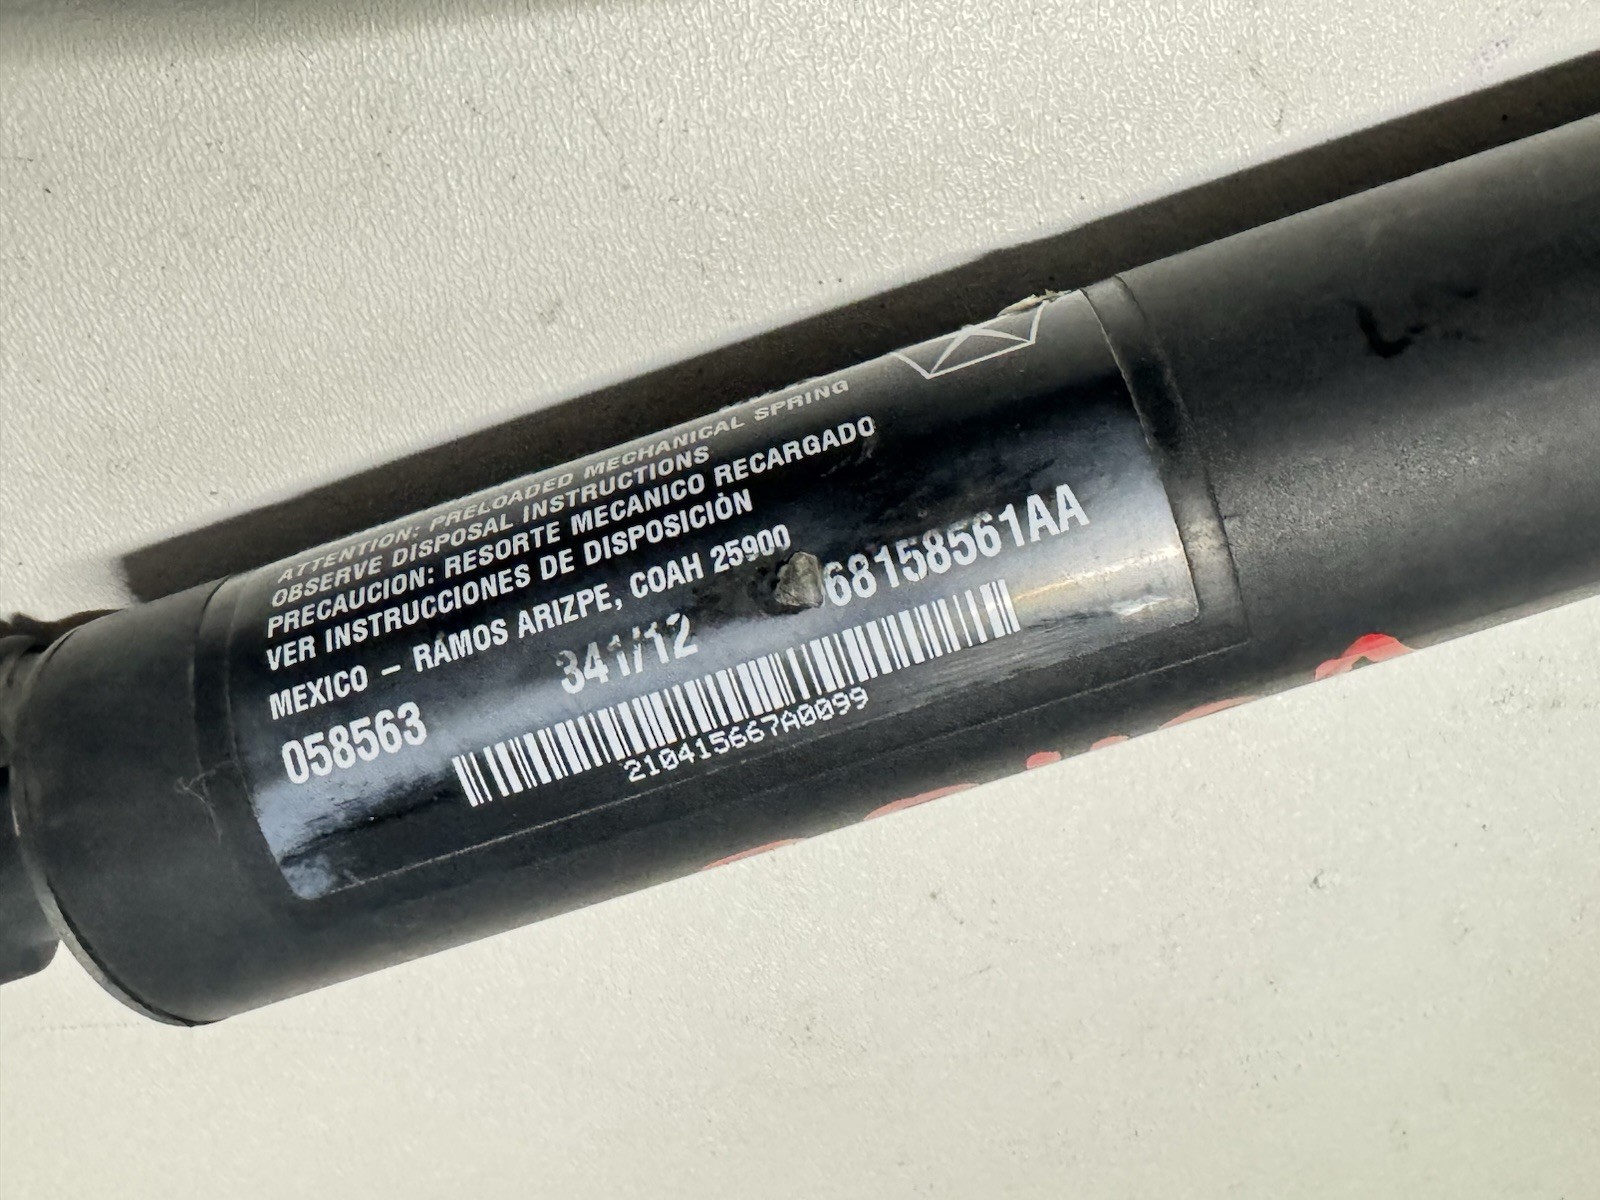 ATTENTION: PRELOADED MECHANICAL SPRING
OBSERVE DISPOSAL INSTRUCTIONS
PRECAUCION: RESORTE MECANICO RECARGADO
VER INSTRUCCIONES DE DISPOSICIÓN
MEXICO – RAMOS ARIZPE, COAH 25900
058563 341/12 68158561AA
210415667A0099